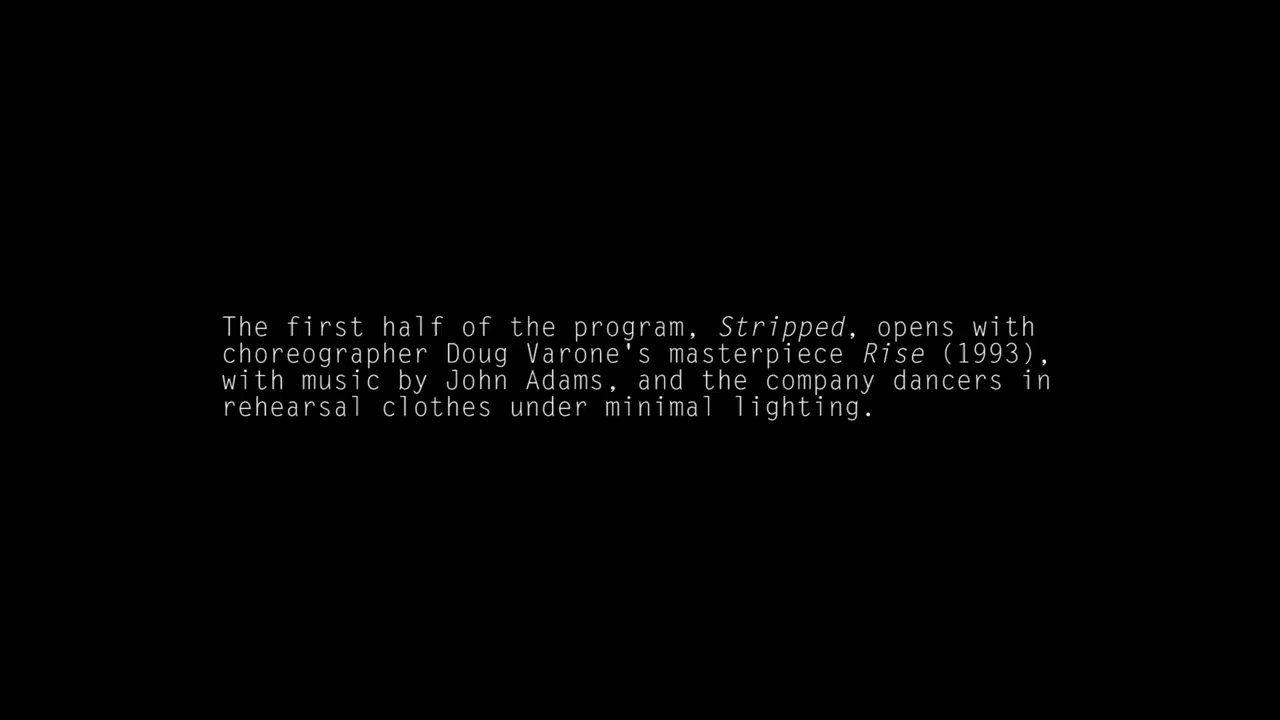 The first half of the program, Stripped, opens with
choreographer Doug Varone's masterpiece Rise (1993),
with music by John Adams, and the company dancers in
rehearsal clothes under minimal lighting.